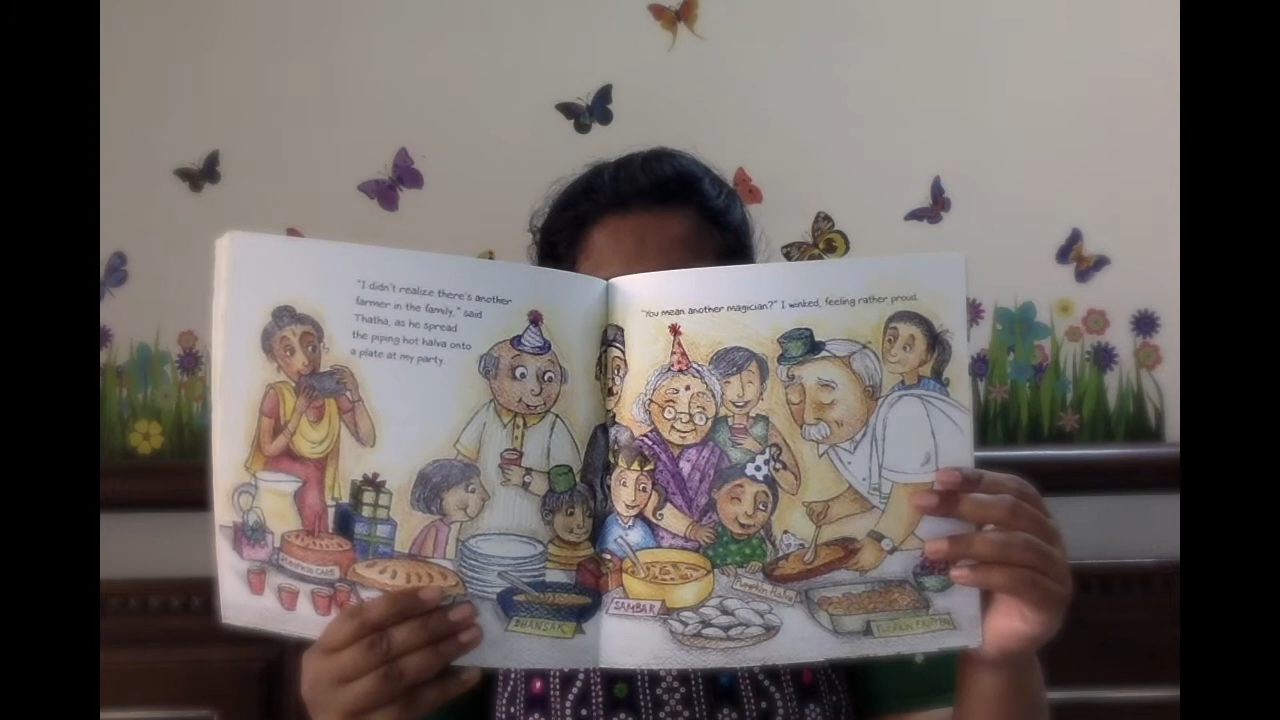 "I didn't realize there's another
farmer in the family," said
Thatha, as he spread
the piping hot halva onto
a plate at my party.
"You mean another magician?" I winked, feeling rather proud.
PUMPKIN CAKE
DHANSAK
SAMBAR
Pumpkin Halva